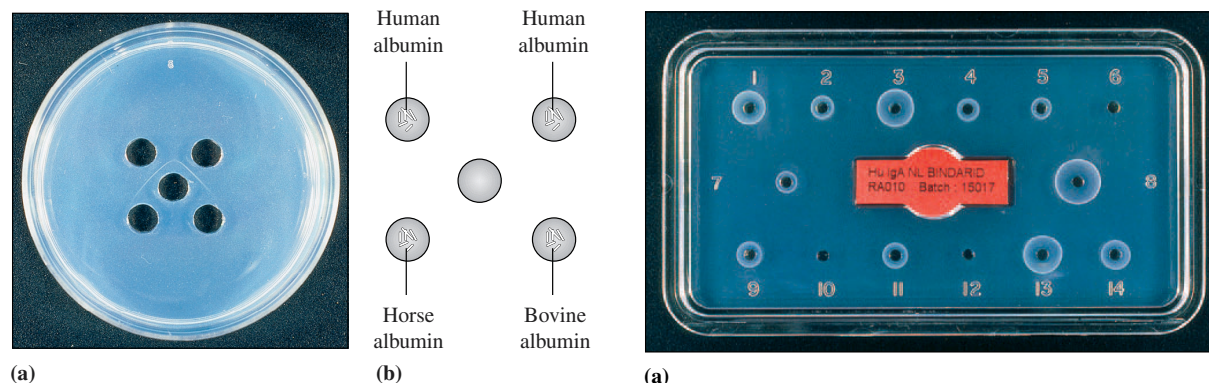 Human
albumin
Human
albumin
Horse
albumin
Bovine
albumin
(a)
(b)
1 2 3 4 5 6
7
Hu IgA NL BINDARID
RA010 Batch : 15017
8
9 10 11 12 13 14
(a)